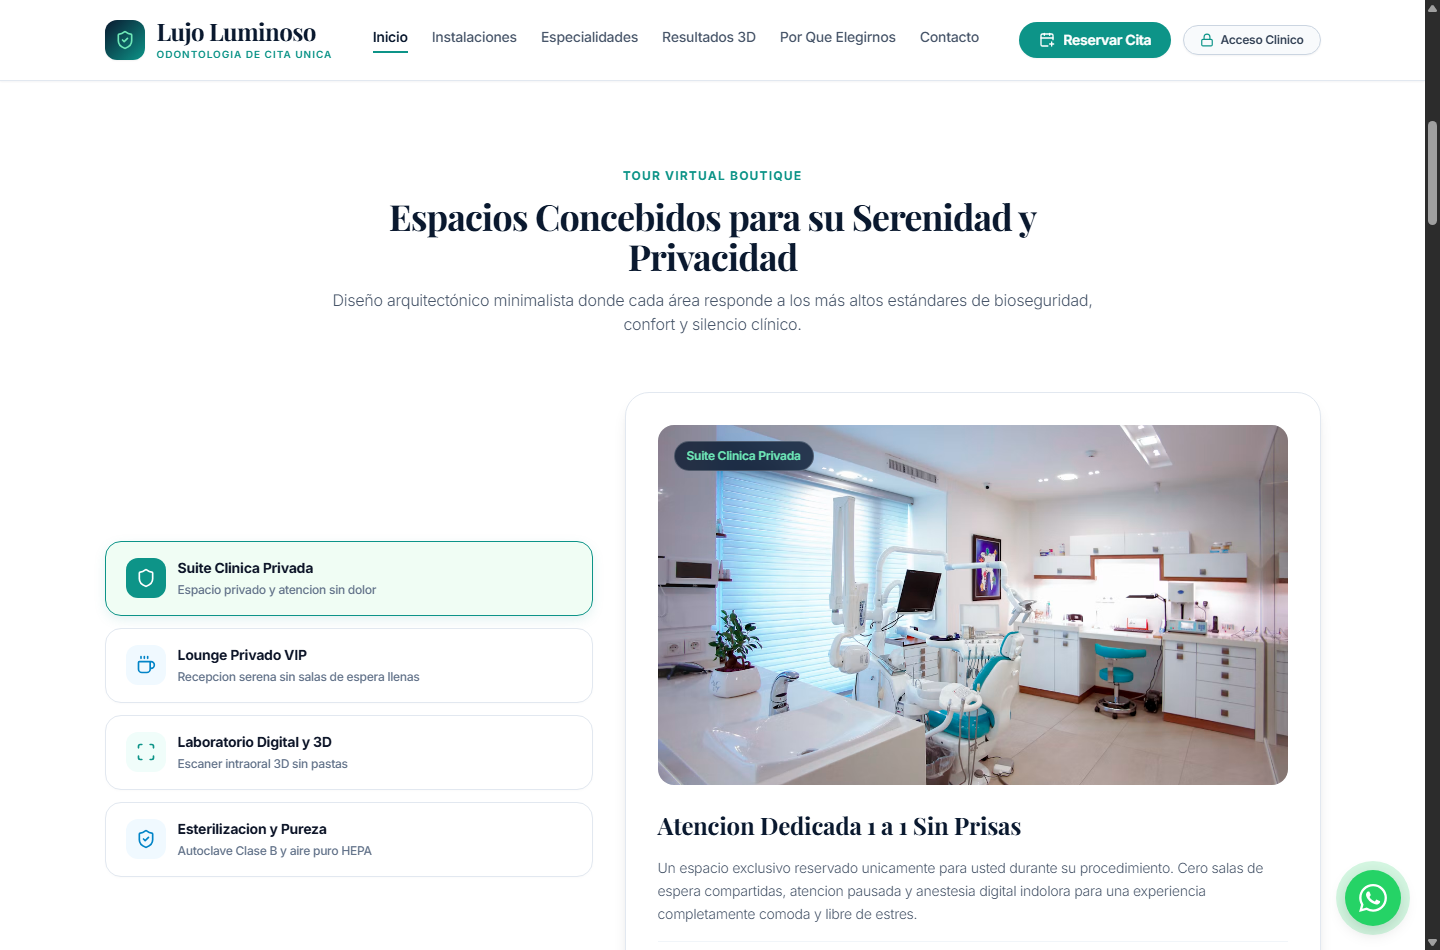 Lujo Luminoso
ODONTOLOGIA DE CITA UNICA
Inicio
Instalaciones
Especialidades
Resultados 3D
Por Que Elegirnos
Contacto
Reservar Cita
Acceso Clinico
TOUR VIRTUAL BOUTIQUE
Espacios Concebidos para su Serenidad y
Privacidad
Diseño arquitectónico minimalista donde cada área responde a los más altos estándares de bioseguridad,
confort y silencio clínico.
Suite Clinica Privada
Espacio privado y atencion sin dolor
Lounge Privado VIP
Recepcion serena sin salas de espera llenas
Laboratorio Digital y 3D
Escaner intraoral 3D sin pastas
Esterilizacion y Pureza
Autoclave Clase B y aire puro HEPA
Suite Clinica Privada
Atencion Dedicada 1 a 1 Sin Prisas
Un espacio exclusivo reservado unicamente para usted durante su procedimiento. Cero salas de
espera compartidas, atencion pausada y anestesia digital indolora para una experiencia
completamente comoda y libre de estres.